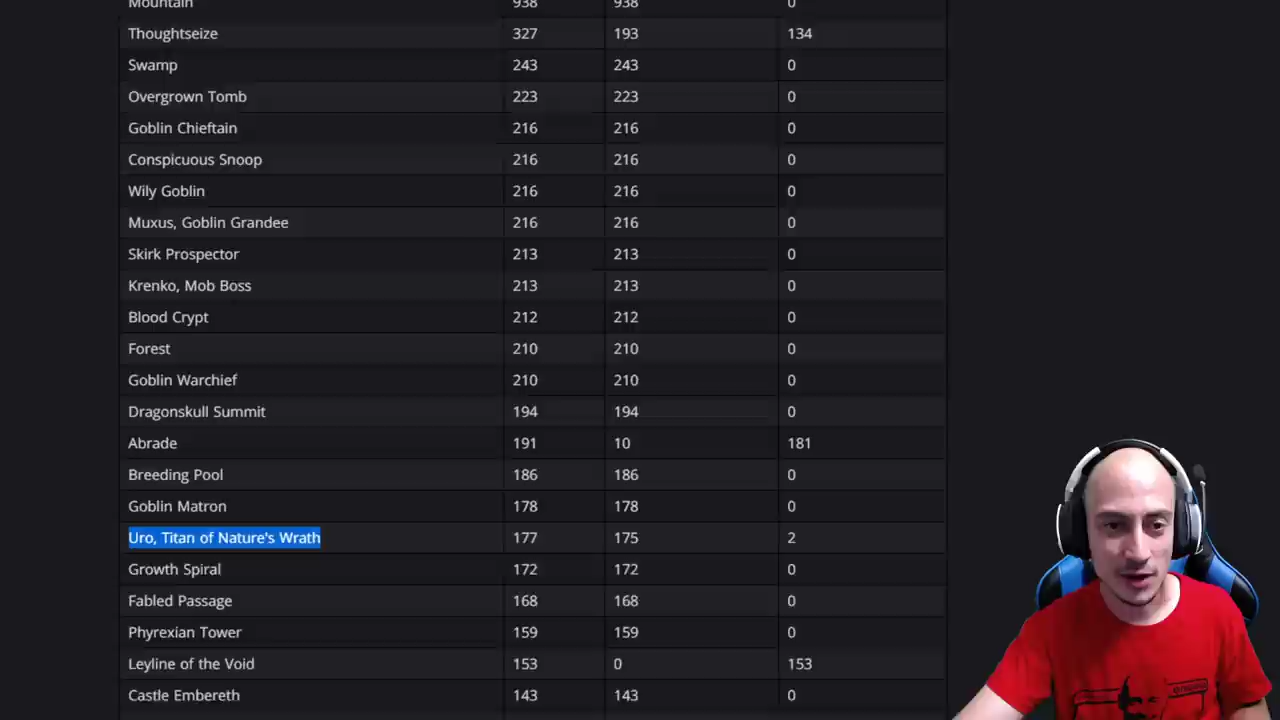 Mountain 938 938 0
Thoughtseize 327 193 134
Swamp 243 243 0
Overgrown Tomb 223 223 0
Goblin Chieftain 216 216 0
Conspicuous Snoop 216 216 0
Wily Goblin 216 216 0
Muxus, Goblin Grandee 216 216 0
Skirk Prospector 213 213 0
Krenko, Mob Boss 213 213 0
Blood Crypt 212 212 0
Forest 210 210 0
Goblin Warchief 210 210 0
Dragonskull Summit 194 194 0
Abrade 191 10 181
Breeding Pool 186 186 0
Goblin Matron 178 178 0
Uro, Titan of Nature's Wrath 177 175 2
Growth Spiral 172 172 0
Fabled Passage 168 168 0
Phyrexian Tower 159 159 0
Leyline of the Void 153 0 153
Castle Embereth 143 143 0